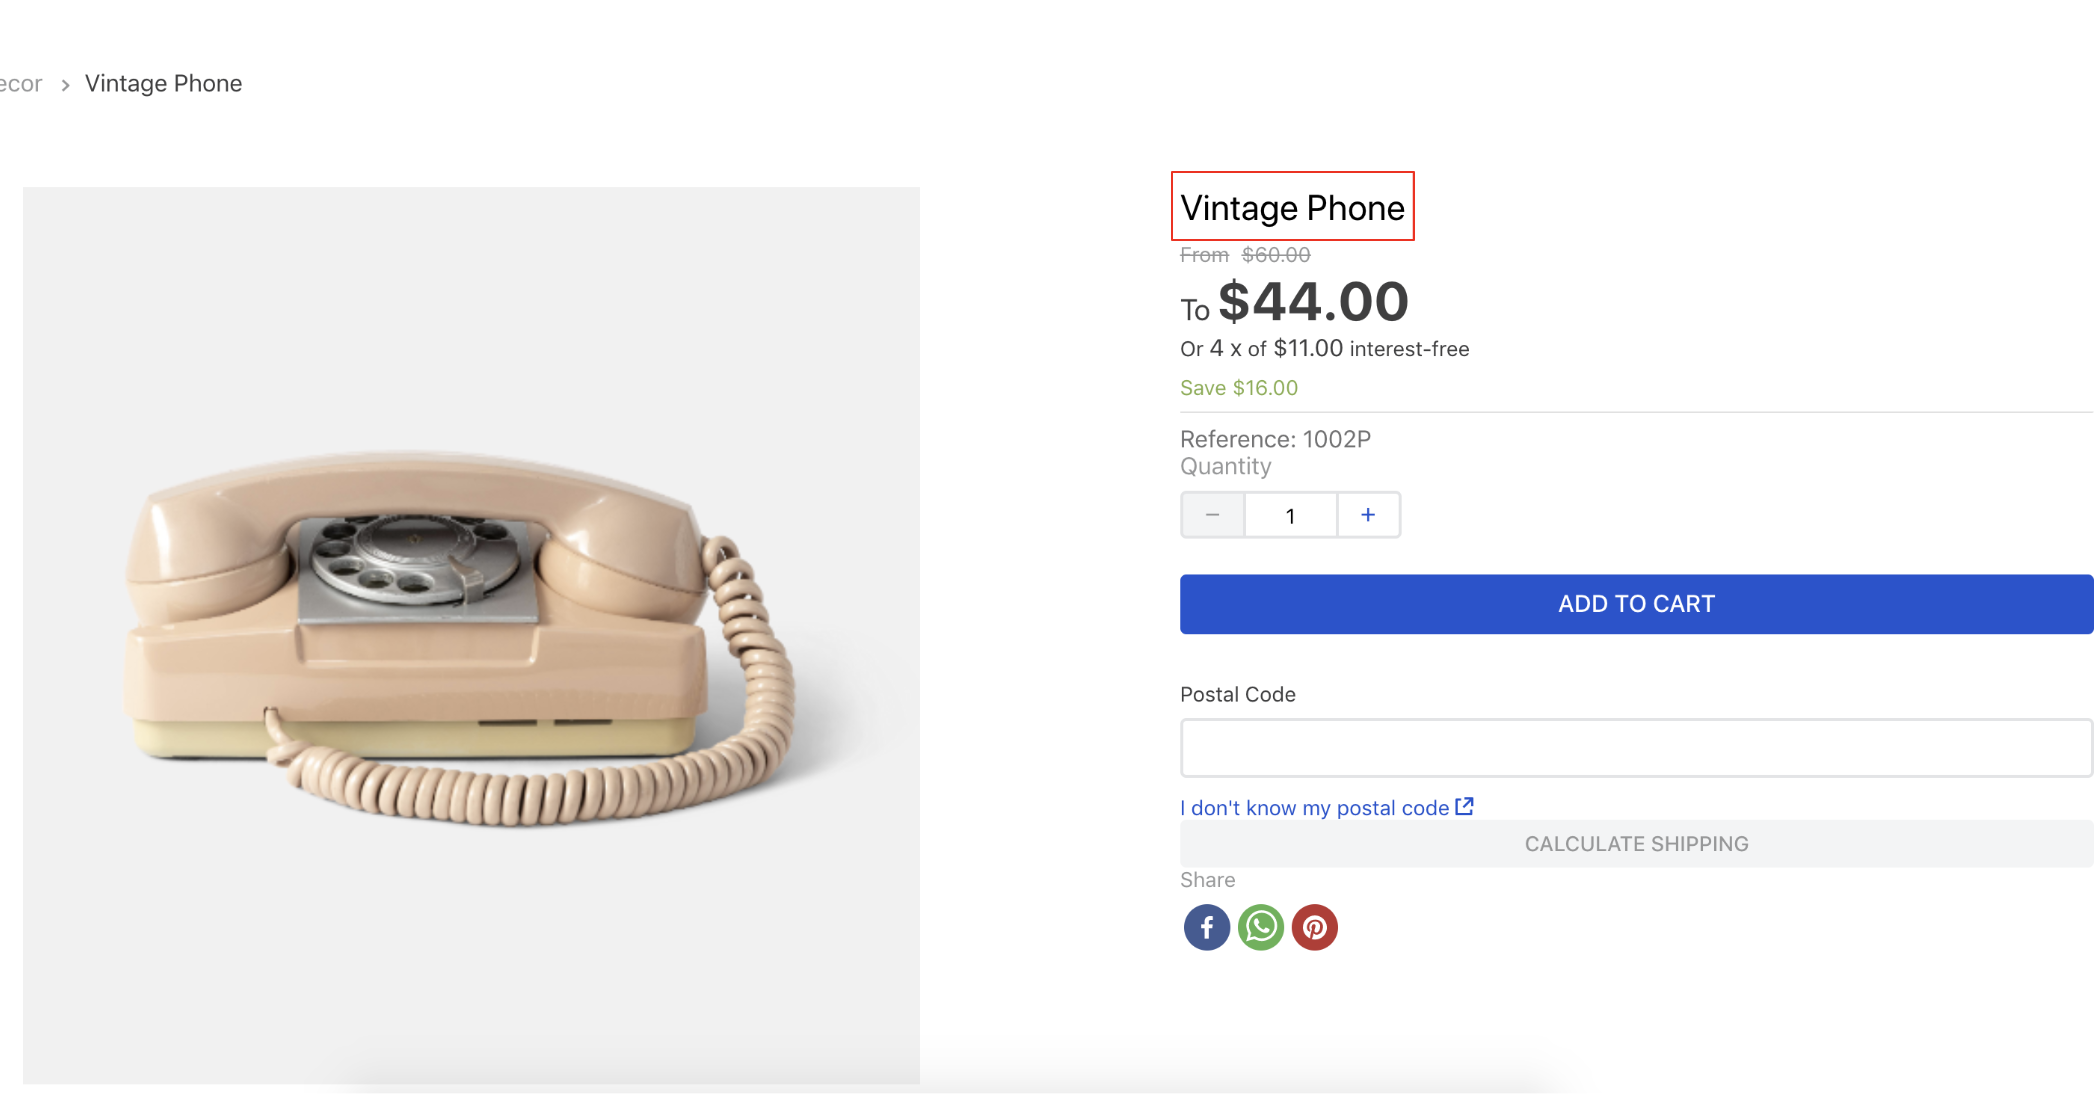 ecor > Vintage Phone
Vintage Phone
From $60.00
To $44.00
Or 4 x of $11.00 interest-free
Save $16.00
Reference: 1002P
Quantity
− 1 +
ADD TO CART
Postal Code
I don't know my postal code
CALCULATE SHIPPING
Share